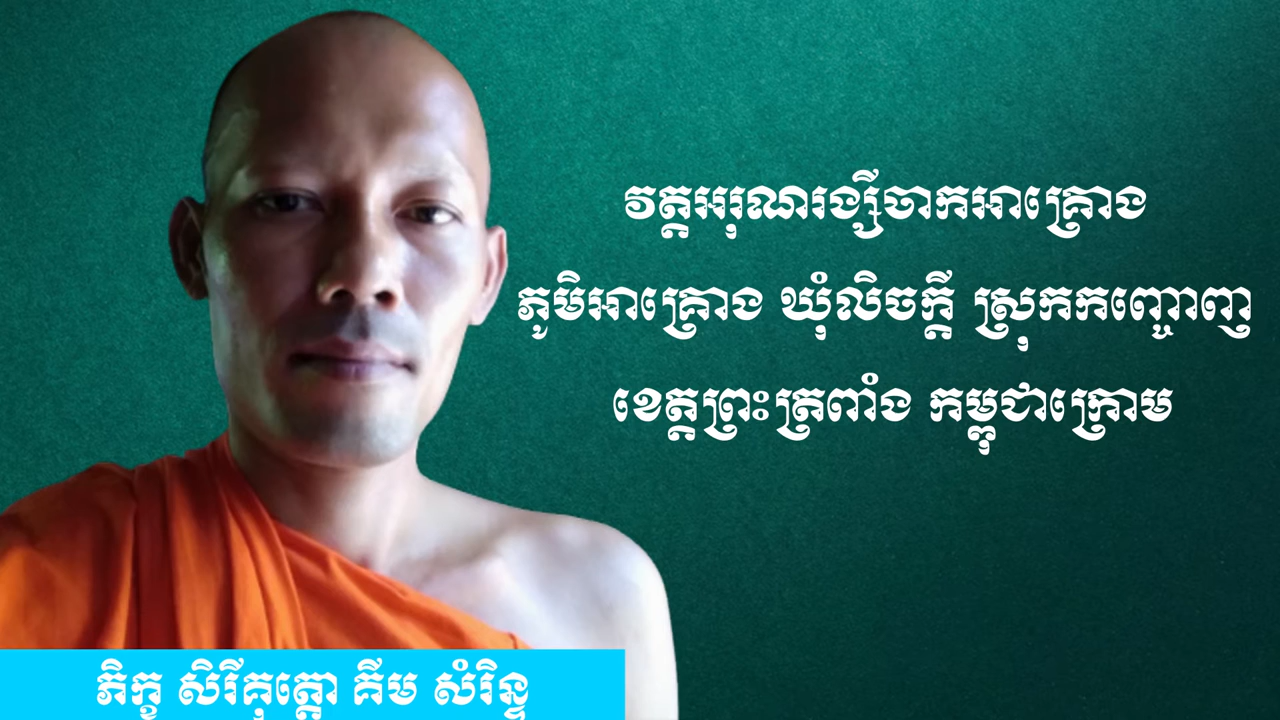 វត្តអរុណរង្ស៊ីចាកអាគ្រោង
ភូមិអាគ្រោង ឃុំលិចក្ដី ស្រុកកញ្ចោញ
ខេត្តព្រះត្រពាំង កម្ពុជាក្រោម
ភិក្ខុ សិរីគុត្តោ គីម សំរិន្ទ